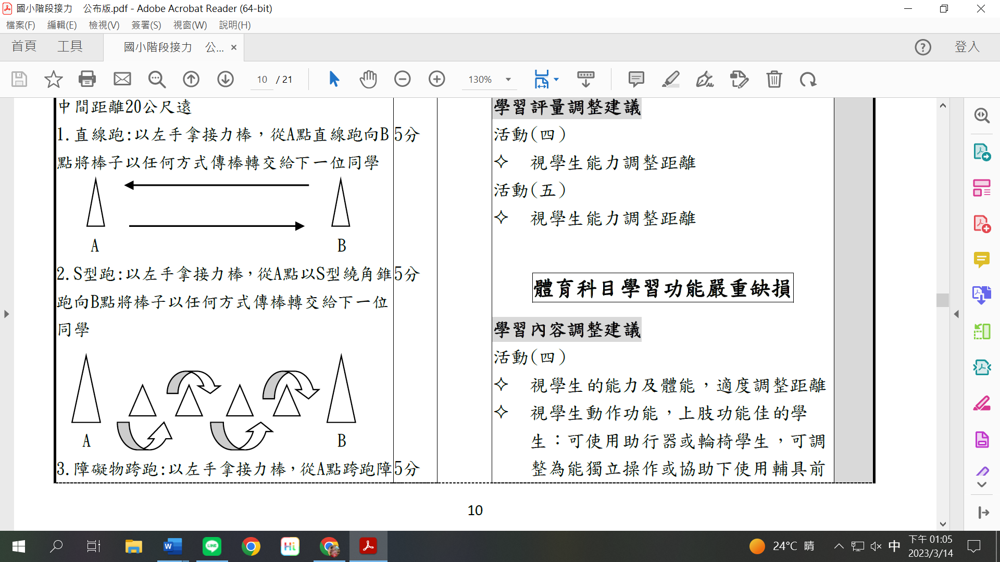 國小階段接力 公布版.pdf - Adobe Acrobat Reader (64-bit)
檔案(F) 編輯(E) 檢視(V) 簽署(S) 視窗(W) 說明(H)
首頁 工具 國小階段接力 公... × 登入
10 / 21 130%
中間距離20公尺遠
1.直線跑:以左手拿接力棒，從A點直線跑向B 5分
點將棒子以任何方式傳棒轉交給下一位同學
A B
2.S型跑:以左手拿接力棒，從A點以S型繞角錐 5分
跑向B點將棒子以任何方式傳棒轉交給下一位
同學
A B
3.障礙物跨跑:以左手拿接力棒，從A點跨跑障 5分
學習評量調整建議
活動(四)
✧ 視學生能力調整距離
活動(五)
✧ 視學生能力調整距離
體育科目學習功能嚴重缺損
學習內容調整建議
活動(四)
✧ 視學生的能力及體能，適度調整距離
✧ 視學生動作功能，上肢功能佳的學
生：可使用助行器或輪椅學生，可調
整為能獨立操作或協助下使用輔具前
10
W LINE Hi 24°C 晴 中 下午 01:05
2023/3/14